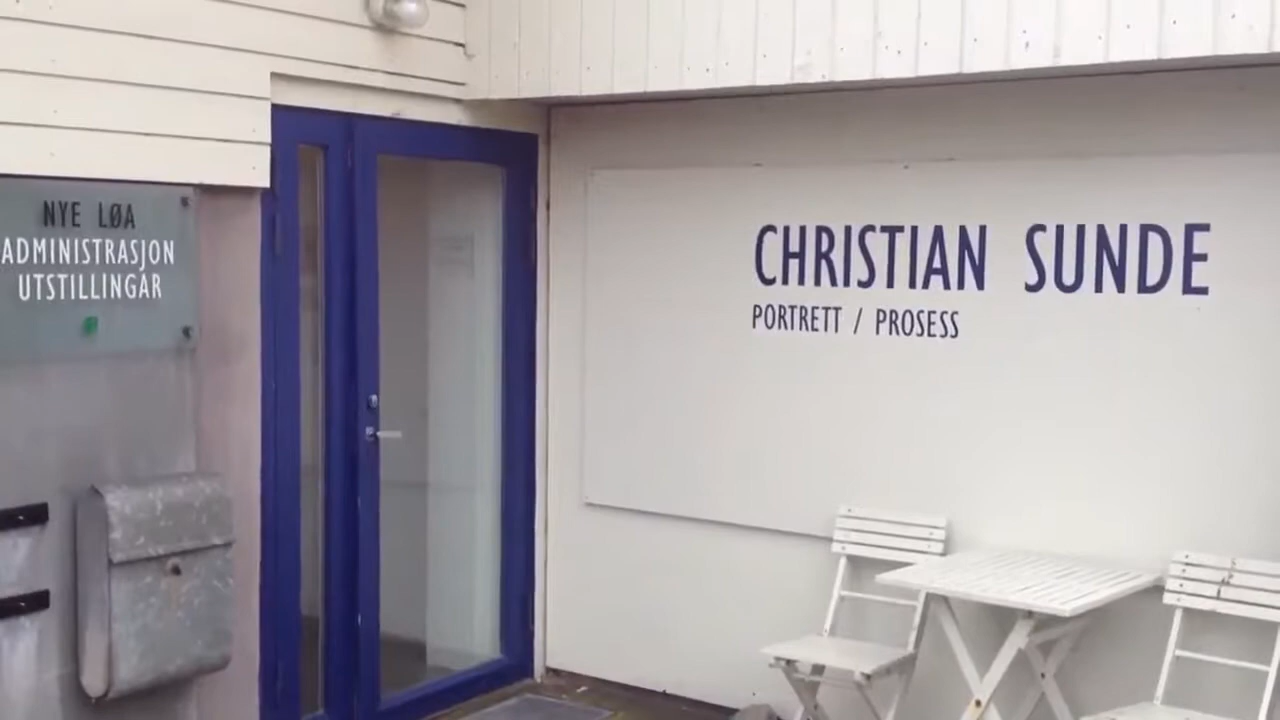 NYE LØA
ADMINISTRASJON
UTSTILLINGAR
CHRISTIAN SUNDE
PORTRETT / PROSESS